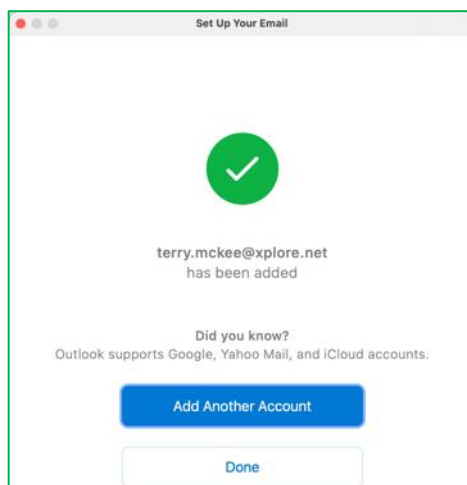 Set Up Your Email
terry.mckee@xplore.net
has been added
Did you know?
Outlook supports Google, Yahoo Mail, and iCloud accounts.
Add Another Account
Done